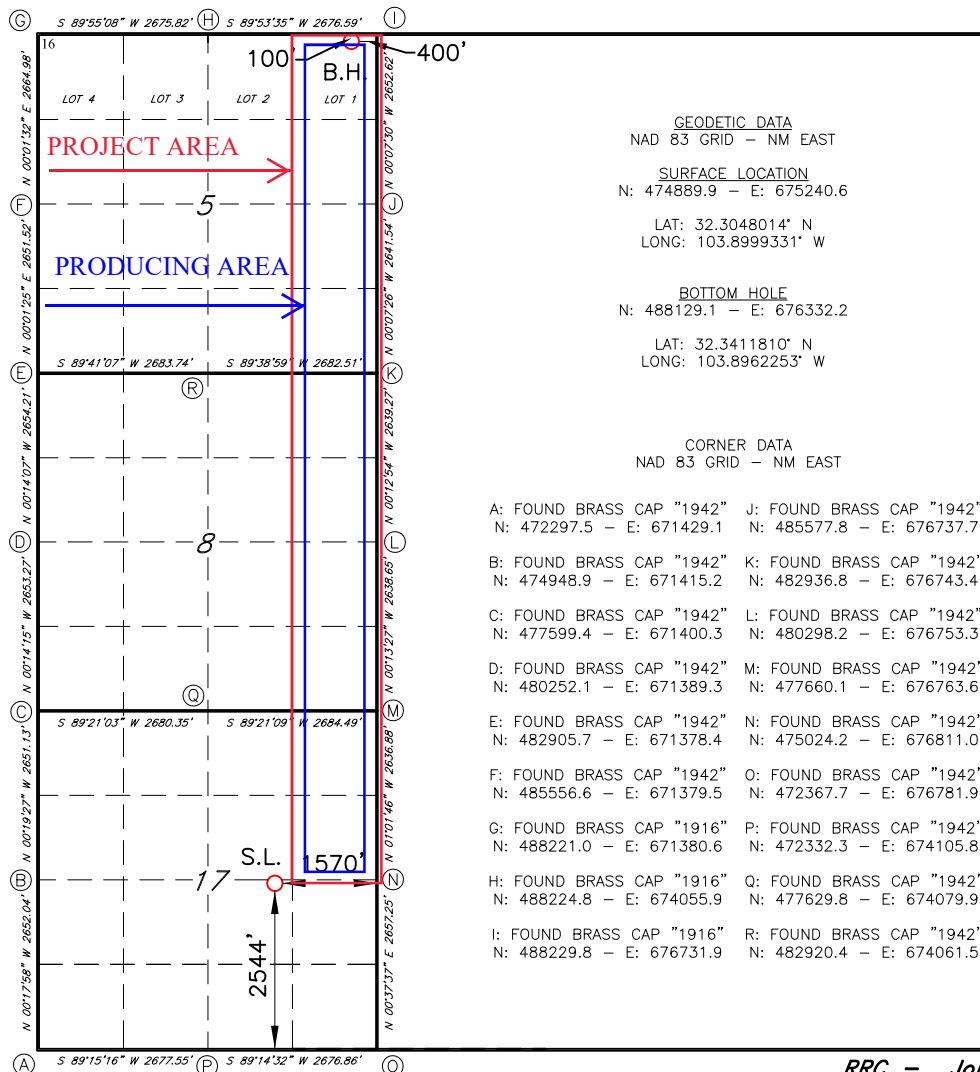 G S 89°55'08" W 2675.82' H S 89°53'35" W 2676.59' I
16
100' 400'
B.H.
LOT 4 LOT 3 LOT 2 LOT 1
N 00°01'32" E 2664.98'
N 00°07'30" W 2652.62'
PROJECT AREA
F 5 J
N 00°01'25" E 2651.52'
N 00°07'26" W 2641.54'
PRODUCING AREA
S 89°41'07" W 2683.74' S 89°38'59" W 2682.51'
E R K
N 00°14'07" W 2654.21'
N 00°12'54" W 2639.27'
D 8 L
N 00°14'15" W 2653.27'
N 00°13'27" W 2638.65'
Q
C S 89°21'03" W 2680.35' S 89°21'09" W 2684.49' M
N 00°19'27" W 2651.13'
N 01°01'46" W 2636.88'
S.L. 1570'
B 17 N
N 00°17'58" W 2652.04'
2544'
N 00°37'37" E 2657.25'
A S 89°15'16" W 2677.55' P S 89°14'32" W 2676.86' O
GEODETIC DATA
NAD 83 GRID – NM EAST
SURFACE LOCATION
N: 474889.9 – E: 675240.6
LAT: 32.3048014° N
LONG: 103.8999331° W
BOTTOM HOLE
N: 488129.1 – E: 676332.2
LAT: 32.3411810° N
LONG: 103.8962253° W
CORNER DATA
NAD 83 GRID – NM EAST
A: FOUND BRASS CAP "1942"
N: 472297.5 – E: 671429.1
B: FOUND BRASS CAP "1942"
N: 474948.9 – E: 671415.2
C: FOUND BRASS CAP "1942"
N: 477599.4 – E: 671400.3
D: FOUND BRASS CAP "1942"
N: 480252.1 – E: 671389.3
E: FOUND BRASS CAP "1942"
N: 482905.7 – E: 671378.4
F: FOUND BRASS CAP "1942"
N: 485556.6 – E: 671379.5
G: FOUND BRASS CAP "1916"
N: 488221.0 – E: 671380.6
H: FOUND BRASS CAP "1916"
N: 488224.8 – E: 674055.9
I: FOUND BRASS CAP "1916"
N: 488229.8 – E: 676731.9
J: FOUND BRASS CAP "1942"
N: 485577.8 – E: 676737.7
K: FOUND BRASS CAP "1942"
N: 482936.8 – E: 676743.4
L: FOUND BRASS CAP "1942"
N: 480298.2 – E: 676753.3
M: FOUND BRASS CAP "1942"
N: 477660.1 – E: 676763.6
N: FOUND BRASS CAP "1942"
N: 475024.2 – E: 676811.0
O: FOUND BRASS CAP "1942"
N: 472367.7 – E: 676781.9
P: FOUND BRASS CAP "1942"
N: 472332.3 – E: 674105.8
Q: FOUND BRASS CAP "1942"
N: 477629.8 – E: 674079.9
R: FOUND BRASS CAP "1942"
N: 482920.4 – E: 674061.5